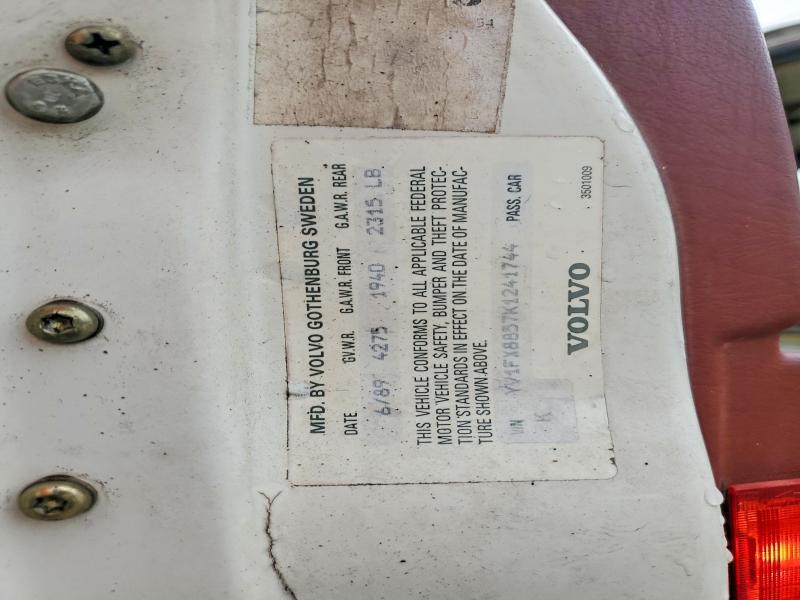 MFD. BY VOLVO GOTHENBURG SWEDEN
DATE GV.W.R. G.A.W.R. FRONT G.A.W.R. REAR
6/89 4275 1940 2315 LB
THIS VEHICLE CONFORMS TO ALL APPLICABLE FEDERAL
MOTOR VEHICLE SAFETY, BUMPER AND THEFT PROTEC-
TION STANDARDS IN EFFECT ON THE DATE OF MANUFAC-
TURE SHOWN ABOVE.
VIN YV1FX8857K1241744 PASS. CAR
K
VOLVO
3501009